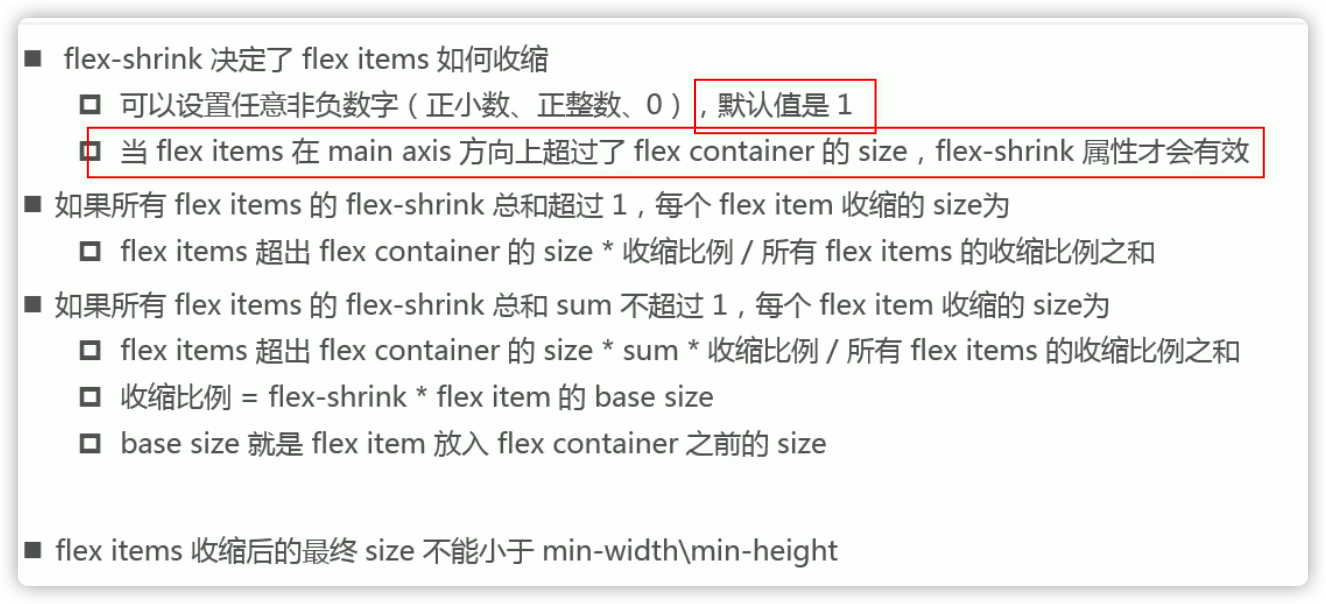 flex-shrink 决定了 flex items 如何收缩
可以设置任意非负数字（正小数、正整数、0），默认值是 1
当 flex items 在 main axis 方向上超过了 flex container 的 size，flex-shrink 属性才会有效
如果所有 flex items 的 flex-shrink 总和超过 1，每个 flex item 收缩的 size为
flex items 超出 flex container 的 size * 收缩比例 / 所有 flex items 的收缩比例之和
如果所有 flex items 的 flex-shrink 总和 sum 不超过 1，每个 flex item 收缩的 size为
flex items 超出 flex container 的 size * sum * 收缩比例 / 所有 flex items 的收缩比例之和
收缩比例 = flex-shrink * flex item 的 base size
base size 就是 flex item 放入 flex container 之前的 size
flex items 收缩后的最终 size 不能小于 min-width\min-height